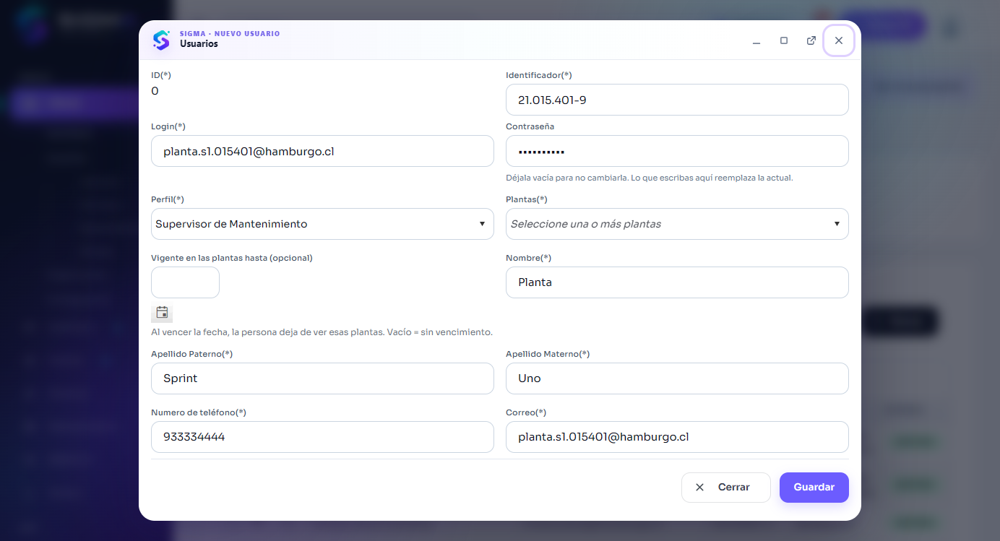 SIGMA · NUEVO USUARIO
Usuarios
ID(*)
0
Identificador(*)
21.015.401-9
Login(*)
planta.s1.015401@hamburgo.cl
Contraseña
••••••••••
Déjala vacía para no cambiarla. Lo que escribas aquí reemplaza la actual.
Perfil(*)
Supervisor de Mantenimiento
Plantas(*)
Seleccione una o más plantas
Vigente en las plantas hasta (opcional)
Nombre(*)
Planta
Al vencer la fecha, la persona deja de ver esas plantas. Vacío = sin vencimiento.
Apellido Paterno(*)
Sprint
Apellido Materno(*)
Uno
Numero de teléfono(*)
933334444
Correo(*)
planta.s1.015401@hamburgo.cl
Cerrar
Guardar